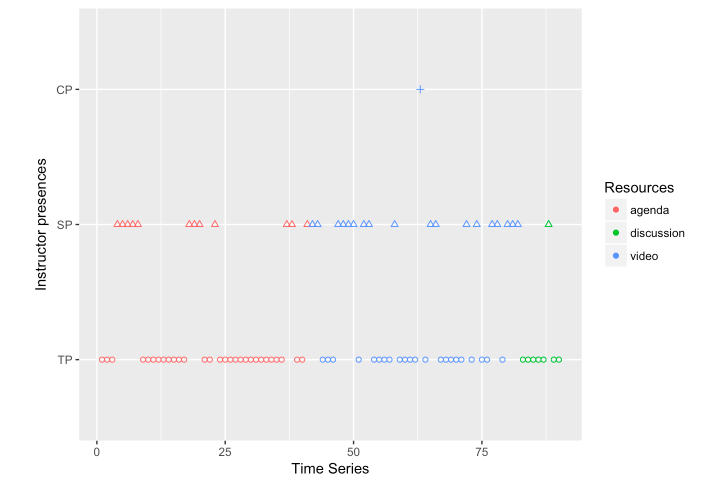 CP
SP
TP
Instructor presences
0
25
50
75
Time Series
Resources
agenda
discussion
video